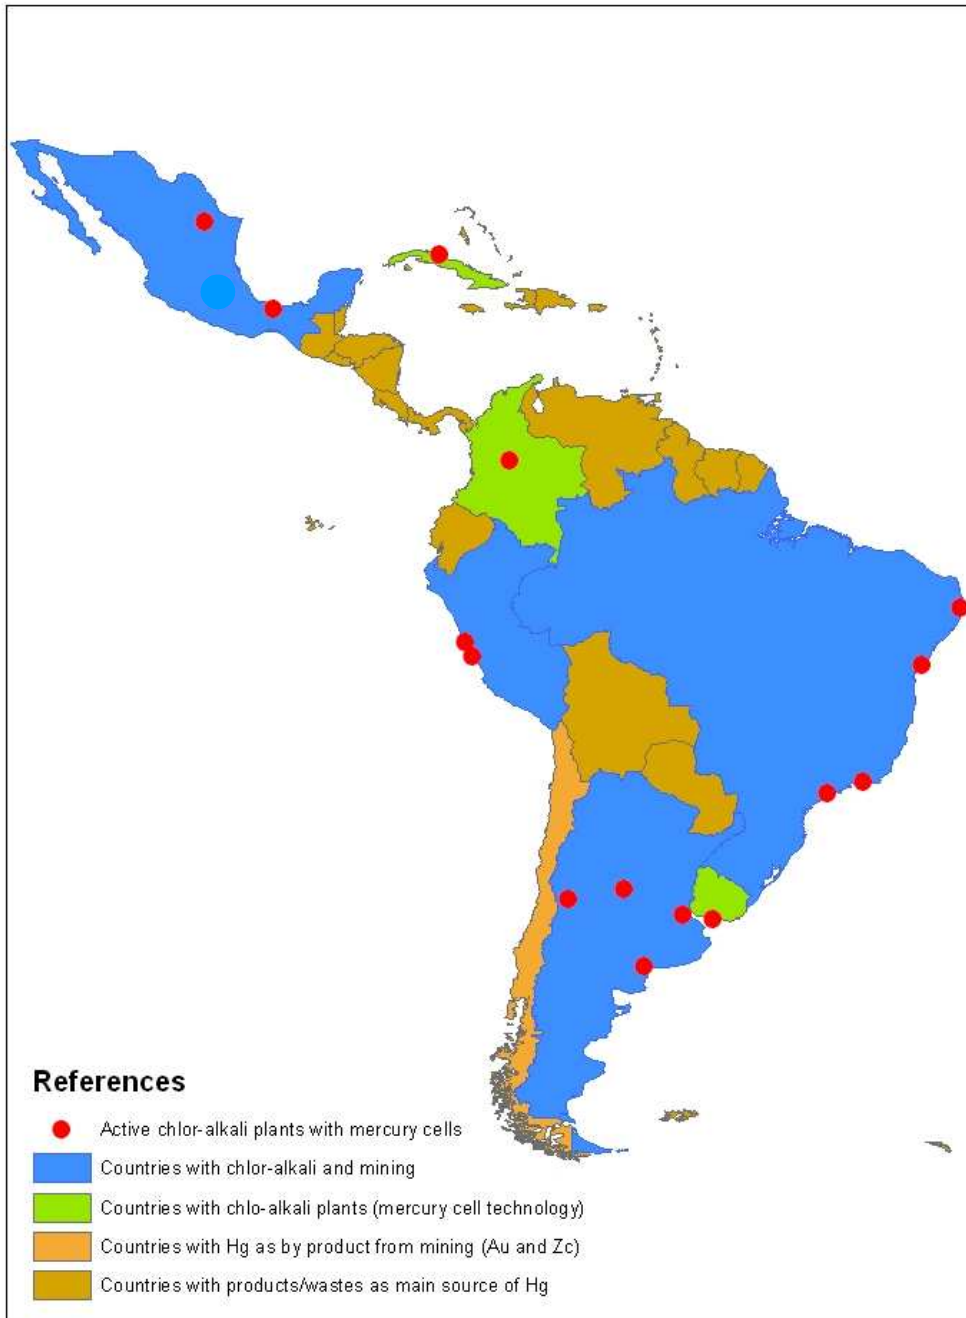 References
Active chlor-alkali plants with mercury cells
Countries with chlor-alkali and mining
Countries with chlo-alkali plants (mercury cell technology)
Countries with Hg as by product from mining (Au and Zc)
Countries with products/wastes as main source of Hg